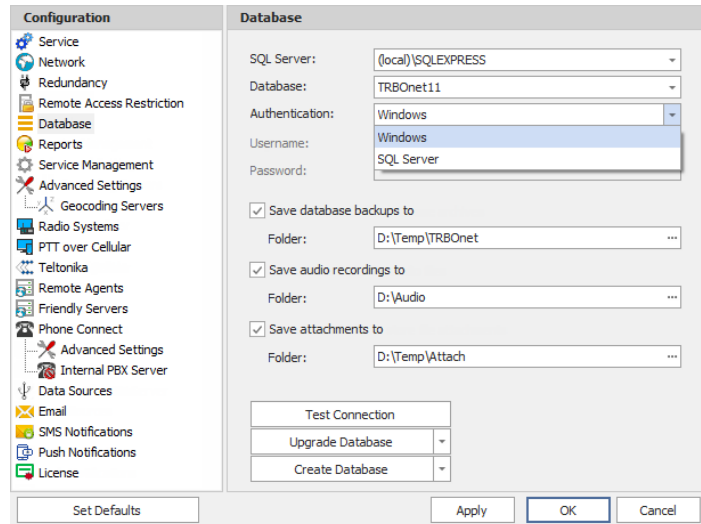 Configuration
Service
Network
Redundancy
Remote Access Restriction
Database
Reports
Service Management
Advanced Settings
Geocoding Servers
Radio Systems
PTT over Cellular
Teltonika
Remote Agents
Friendly Servers
Phone Connect
Advanced Settings
Internal PBX Server
Data Sources
Email
SMS Notifications
Push Notifications
License
Database
SQL Server: (local)\SQLEXPRESS
Database: TRBOnet11
Authentication: Windows
Windows
SQL Server
Username:
Password:
Save database backups to
Folder: D:\Temp\TRBOnet ...
Save audio recordings to
Folder: D:\Audio ...
Save attachments to
Folder: D:\Temp\Attach ...
Test Connection
Upgrade Database
Create Database
Set Defaults Apply OK Cancel